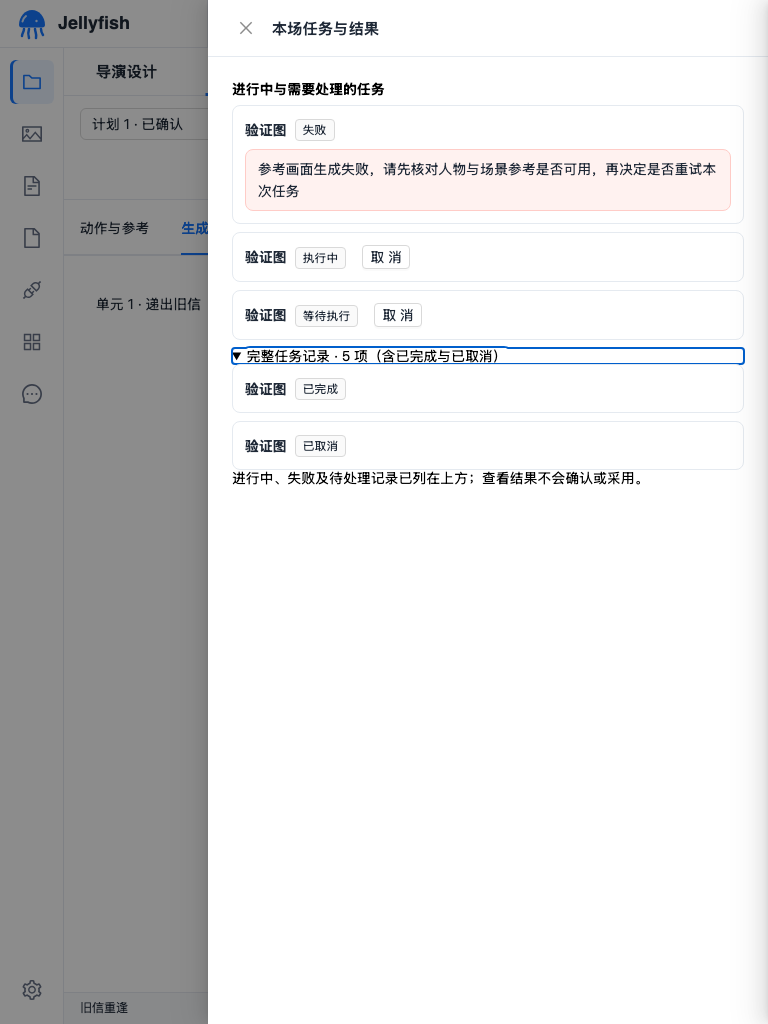 Jellyfish
本场任务与结果
导演设计
计划 1 · 已确认
动作与参考
生成
单元 1 · 递出旧信
旧信重逢
进行中与需要处理的任务
验证图 失败
参考画面生成失败，请先核对人物与场景参考是否可用，再决定是否重试本
次任务
验证图 执行中 取 消
验证图 等待执行 取 消
完整任务记录 · 5 项（含已完成与已取消）
验证图 已完成
验证图 已取消
进行中、失败及待处理记录已列在上方；查看结果不会确认或采用。